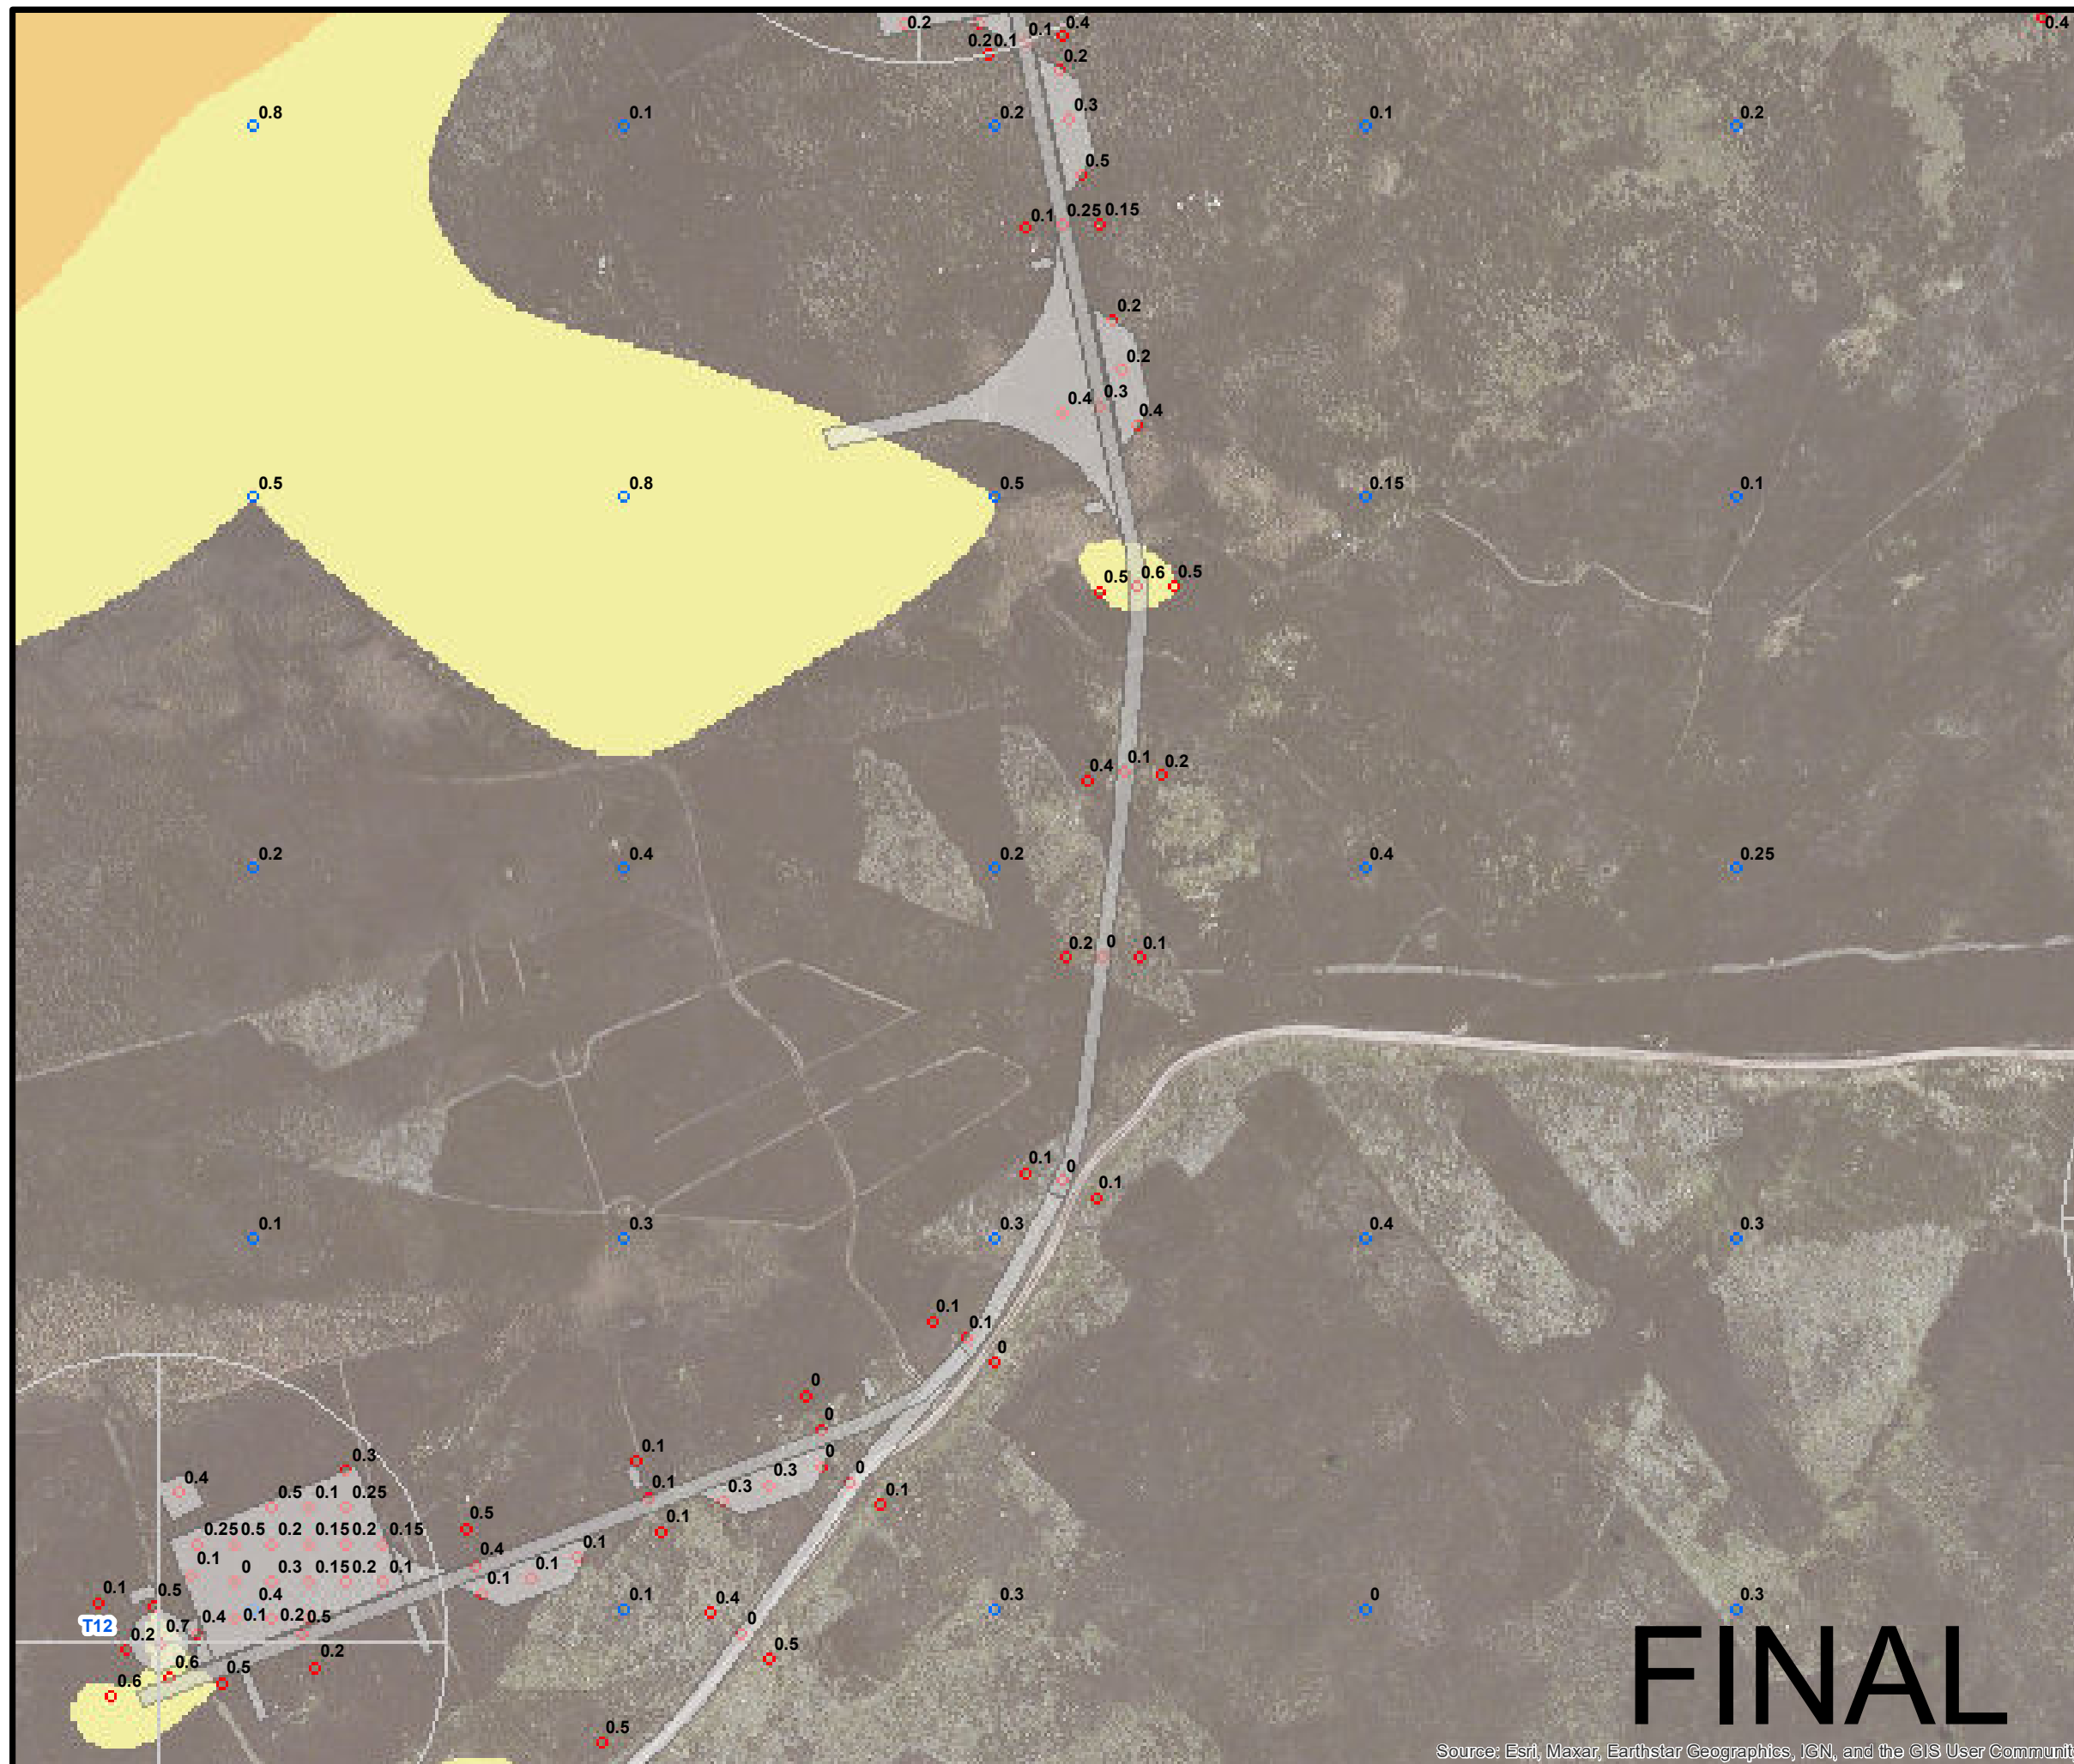 0.2 0.2 0.1 0.1 0.4 0.4
0.2
0.8 0.1 0.2 0.3 0.1 0.2
0.5
0.1 0.25 0.15
0.2
0.2
0.4 0.3 0.4
0.5 0.8 0.5 0.15 0.1
0.5 0.6 0.5
0.4 0.1 0.2
0.2 0.4 0.2 0.4 0.25
0.2 0 0.1
0.1 0 0.1
0.1 0.3 0.3 0.4 0.3
0.1 0.1 0
0
0
0.3 0.1 0
0.4 0.1 0.3 0.3 0
0.5 0.1 0.25 0.5 0.1 0.1
0.25 0.5 0.2 0.15 0.2 0.15
0.4 0.1 0.1
0.1 0 0.3 0.15 0.2 0.1 0.1
0.1 0.5 0.4 0.1 0.4 0.3 0 0.3
T12 0.2 0.7 0.4 0.1 0.2 0.5 0
0.6 0.6 0.5 0.2 0.5
0.5
FINAL
Source: Esri, Maxar, Earthstar Geographics, IGN, and the GIS User Communit